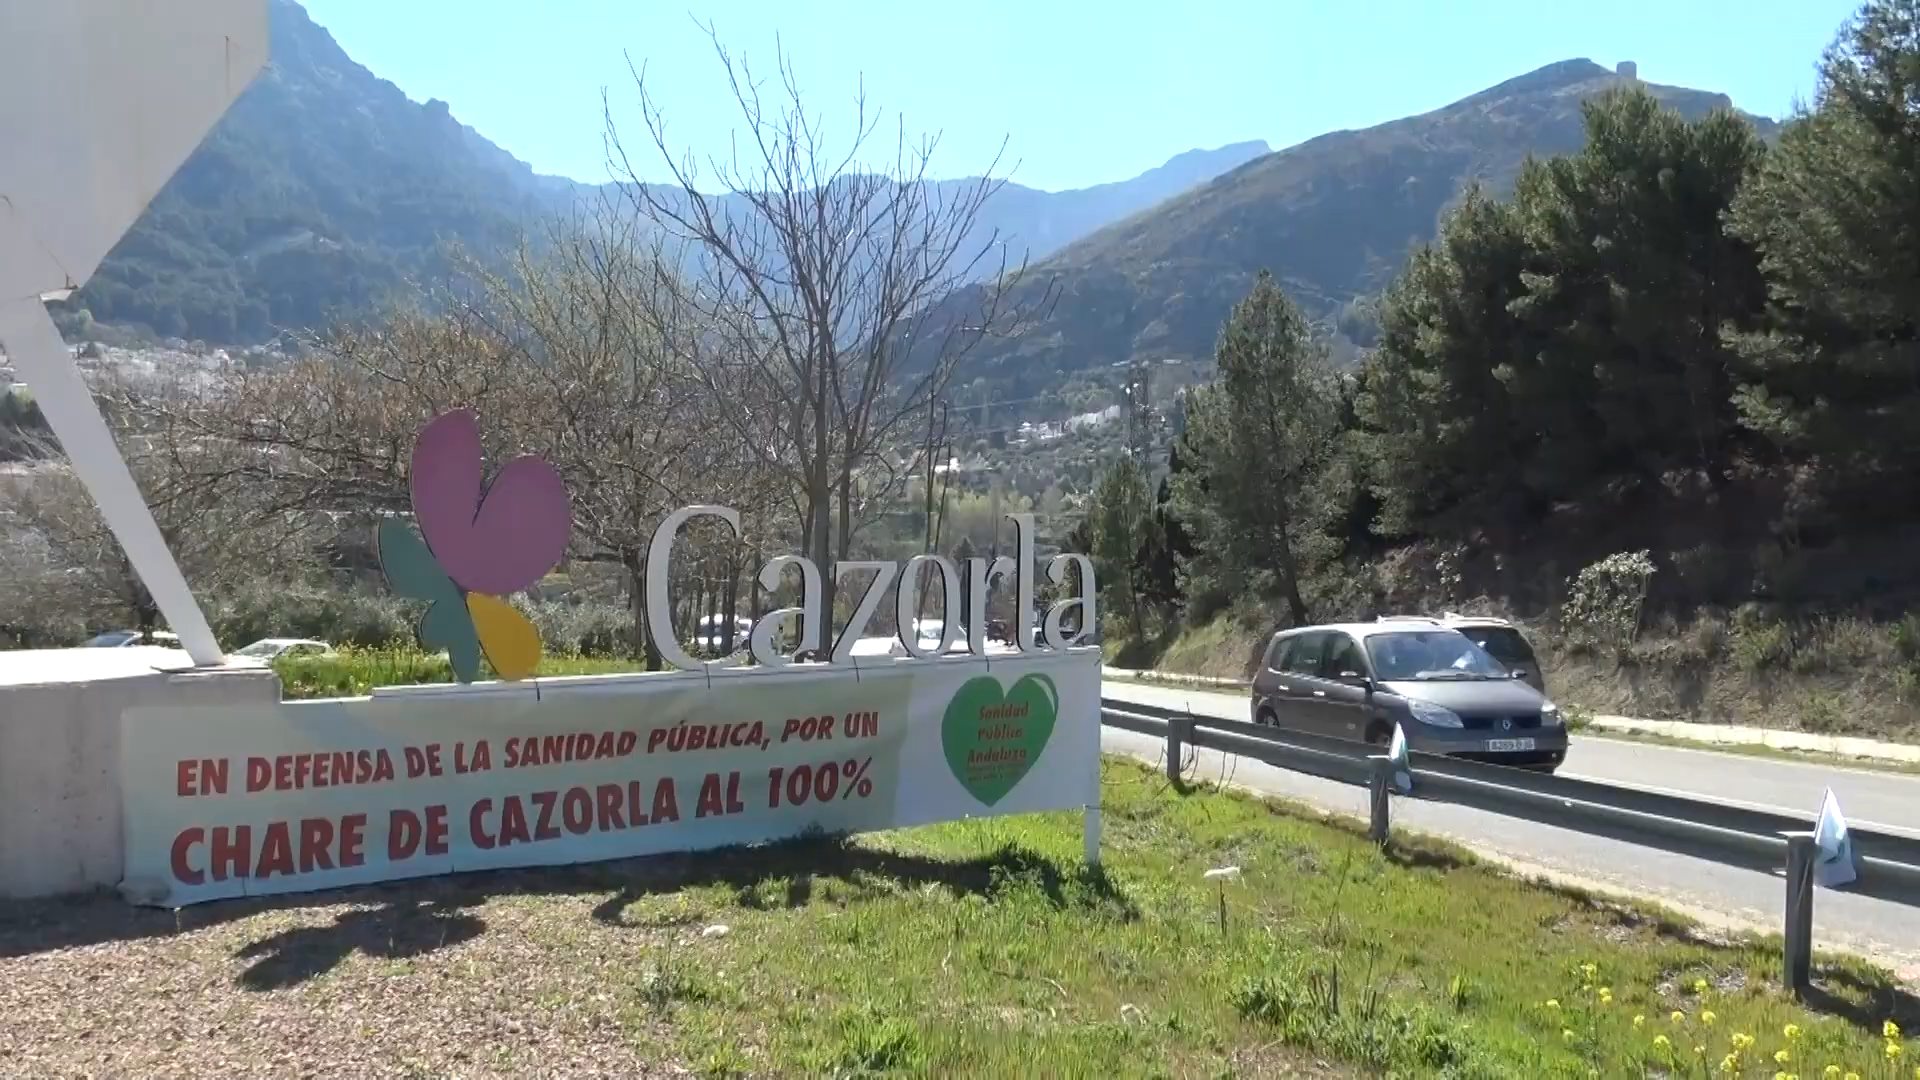 Cazorla
EN DEFENSA DE LA SANIDAD PÚBLICA, POR UN
CHARE DE CAZORLA AL 100%
Sanidad
Pública
Andaluza